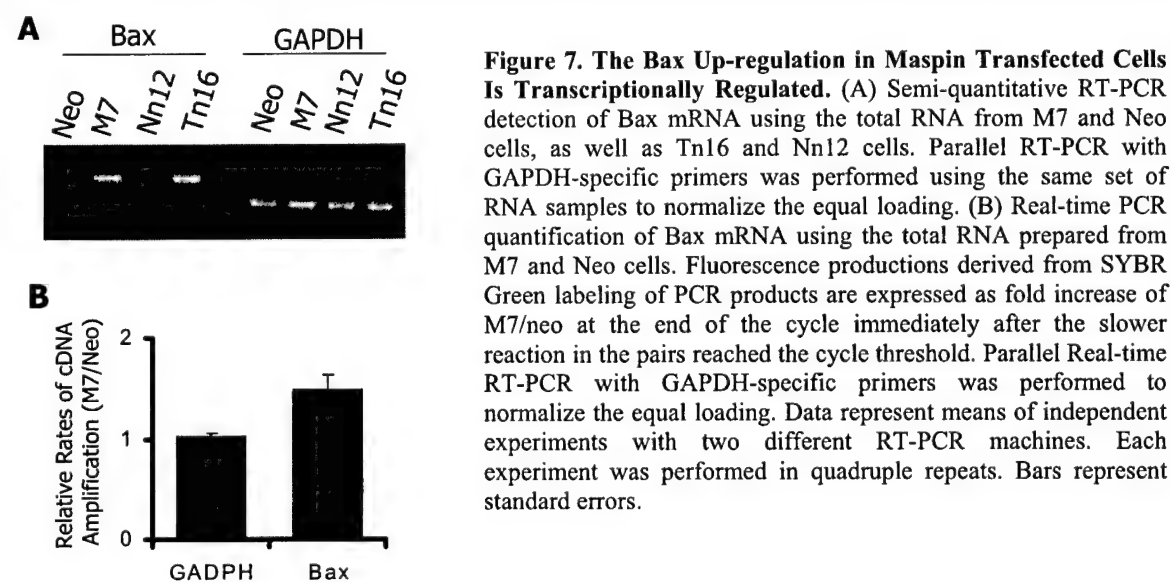 A
Bax GAPDH
Neo M7 Nn12 Tn16 Neo M7 Nn12 Tn16
B
Relative Rates of cDNA
Amplification (M7/Neo)
2
1
0
GADPH Bax
Figure 7. The Bax Up-regulation in Maspin Transfected Cells
Is Transcriptionally Regulated. (A) Semi-quantitative RT-PCR
detection of Bax mRNA using the total RNA from M7 and Neo
cells, as well as Tn16 and Nn12 cells. Parallel RT-PCR with
GAPDH-specific primers was performed using the same set of
RNA samples to normalize the equal loading. (B) Real-time PCR
quantification of Bax mRNA using the total RNA prepared from
M7 and Neo cells. Fluorescence productions derived from SYBR
Green labeling of PCR products are expressed as fold increase of
M7/neo at the end of the cycle immediately after the slower
reaction in the pairs reached the cycle threshold. Parallel Real-time
RT-PCR with GAPDH-specific primers was performed to
normalize the equal loading. Data represent means of independent
experiments with two different RT-PCR machines. Each
experiment was performed in quadruple repeats. Bars represent
standard errors.